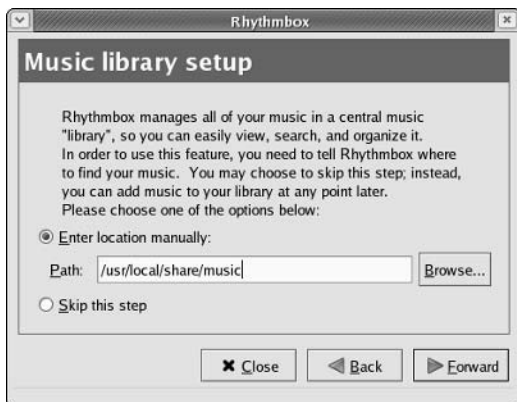 Rhythmbox
Music library setup
Rhythmbox manages all of your music in a central music
"library", so you can easily view, search, and organize it.
In order to use this feature, you need to tell Rhythmbox where
to find your music. You may choose to skip this step; instead,
you can add music to your library at any point later.
Please choose one of the options below:
Enter location manually:
Path: /usr/local/share/music Browse...
Skip this step
Close Back Forward